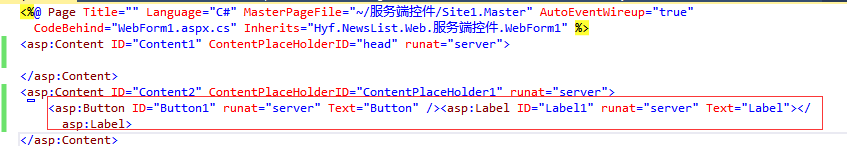 <%@ Page Title="" Language="C#" MasterPageFile="~/服务端控件/Site1.Master" AutoEventWireup="true"
CodeBehind="WebForm1.aspx.cs" Inherits="Hyf.NewsList.Web.服务端控件.WebForm1" %>
<asp:Content ID="Content1" ContentPlaceHolderID="head" runat="server">
</asp:Content>
<asp:Content ID="Content2" ContentPlaceHolderID="ContentPlaceHolder1" runat="server">
<asp:Button ID="Button1" runat="server" Text="Button" /><asp:Label ID="Label1" runat="server" Text="Label"></
asp:Label>
</asp:Content>